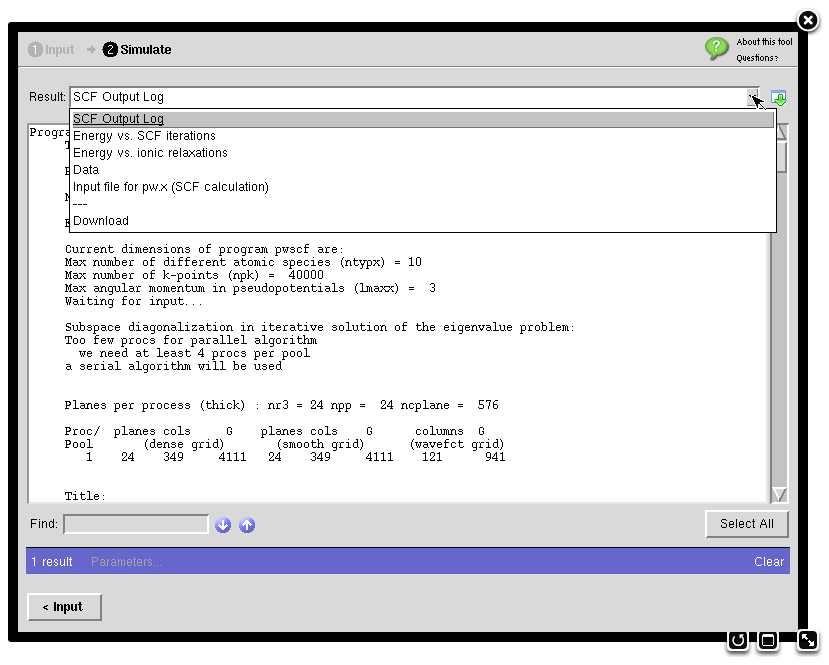 1 Input → 2 Simulate
About this tool
Questions?
Result: SCF Output Log
SCF Output Log
Progra
Energy vs. SCF iterations
Energy vs. ionic relaxations
Data
Input file for pw.x (SCF calculation)
---
Download
Current dimensions of program pwscf are:
Max number of different atomic species (ntypx) = 10
Max number of k-points (npk) =  40000
Max angular momentum in pseudopotentials (lmaxx) =  3
Waiting for input...
Subspace diagonalization in iterative solution of the eigenvalue problem:
Too few procs for parallel algorithm
we need at least 4 procs per pool
a serial algorithm will be used
Planes per process (thick) : nr3 = 24 npp =  24 ncplane =  576
Proc/  planes cols     G    planes cols    G      columns  G
Pool       (dense grid)       (smooth grid)      (wavefct grid)
1    24    349     4111   24    349     4111    121      941
Title:
Find:
Select All
1 result Parameters... Clear
< Input